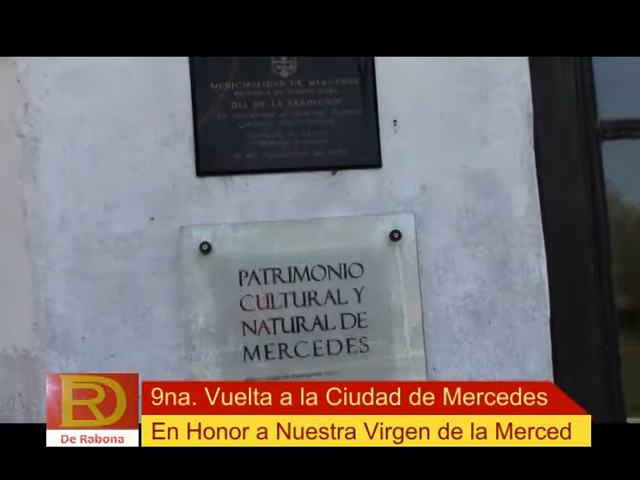 MUNICIPALIDAD DE MERCEDES
DIA DE LA TRADICION
PATRIMONIO
CULTURAL Y
NATURAL DE
MERCEDES
R
De Rabona
9na. Vuelta a la Ciudad de Mercedes
En Honor a Nuestra Virgen de la Merced